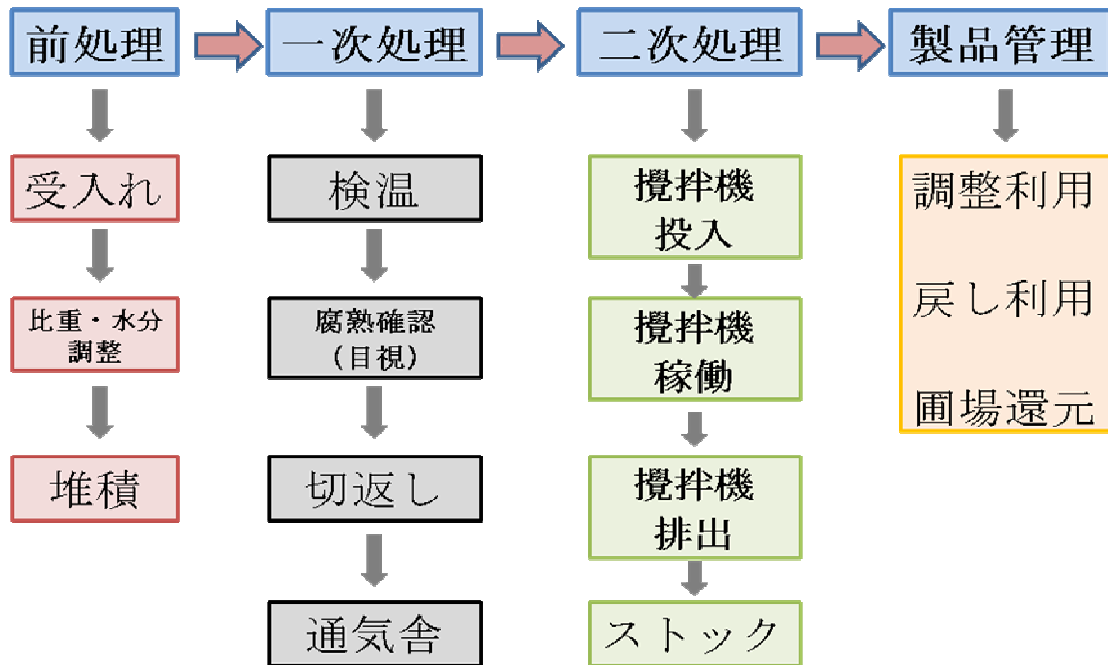 前処理
一次処理
二次処理
製品管理
受入れ
比重・水分
調整
堆積
検温
腐熟確認
(目視)
切返し
通気舎
攪拌機
投入
攪拌機
稼働
攪拌機
排出
ストック
調整利用
戻し利用
圃場還元